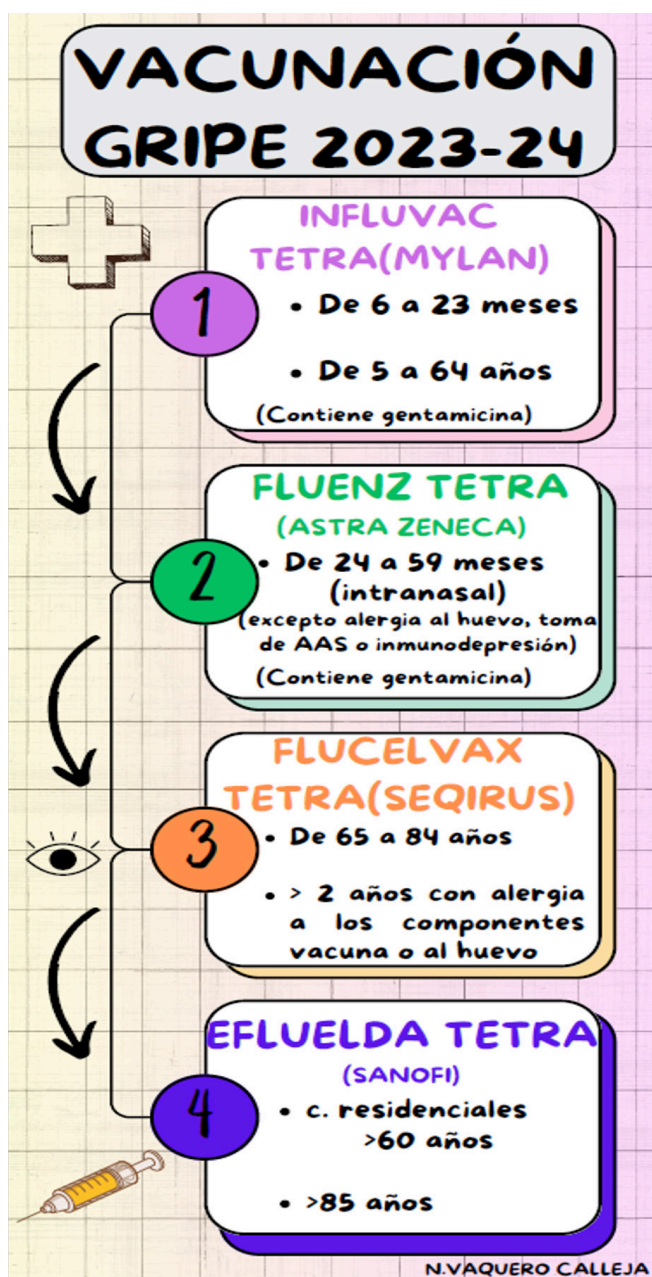 VACUNACIÓN
GRIPE 2023-24
INFLUVAC
TETRA(MYLAN)
1
• De 6 a 23 meses
• De 5 a 64 años
(Contiene gentamicina)
FLUENZ TETRA
(ASTRA ZENECA)
2
• De 24 a 59 meses
(intranasal)
(excepto alergia al huevo, toma
de AAS o inmunodepresión)
(Contiene gentamicina)
FLUCELVAX
TETRA(SEQIRUS)
3
• De 65 a 84 años
• > 2 años con alergia
a los componentes
vacuna o al huevo
EFLUELDA TETRA
(SANOFI)
4
• c. residenciales
>60 años
• >85 años
N.VAQUERO CALLEJA